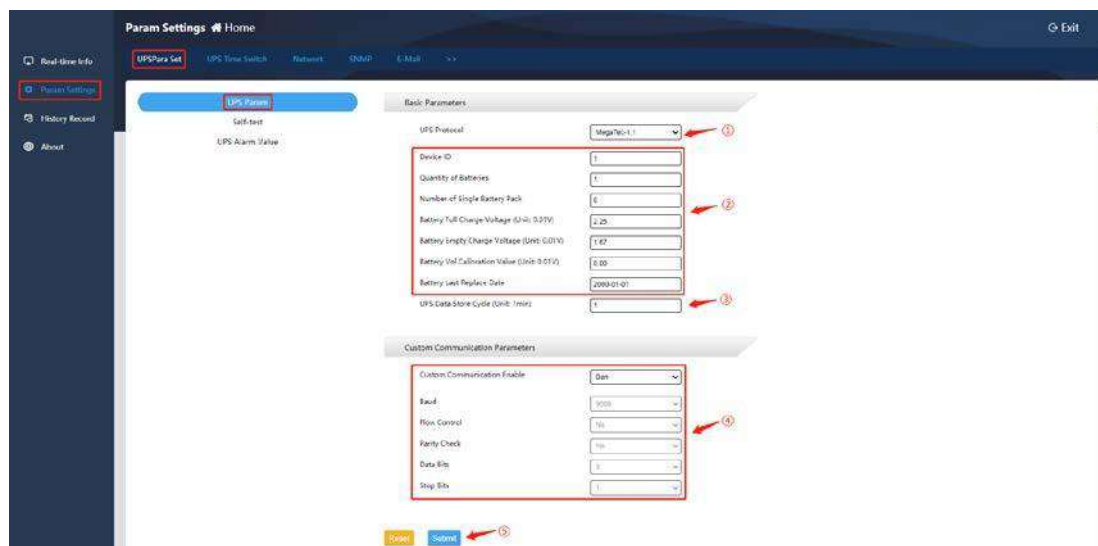 Param Settings Home
Exit
Real-time Info
Param Settings
History Record
About
UPSPara Set UPS Time Switch Network SNMP E-Mail >>
UPS Param
Self-test
UPS Alarm Value
Basic Parameters
UPS Protocol ①
Device ID 1
Quantity of Batteries 1
Number of Single Battery Pack 6
②
Battery Full Charge Voltage (Unit: 0.01V)
Battery Empty Charge Voltage (Unit: 0.01V) 1.67
Battery Vol Calibration Value (Unit: 0.01V) 0.00
Battery Last Replace Date 2000-01-01
UPS Data Store Cycle (Unit: 1min) 1 ③
Custom Communication Parameters
Custom Communication Enable
Baud 9600
Flow Control No ④
Parity Check No
Data Bits 8
Stop Bits 1
Reset Submit ⑤